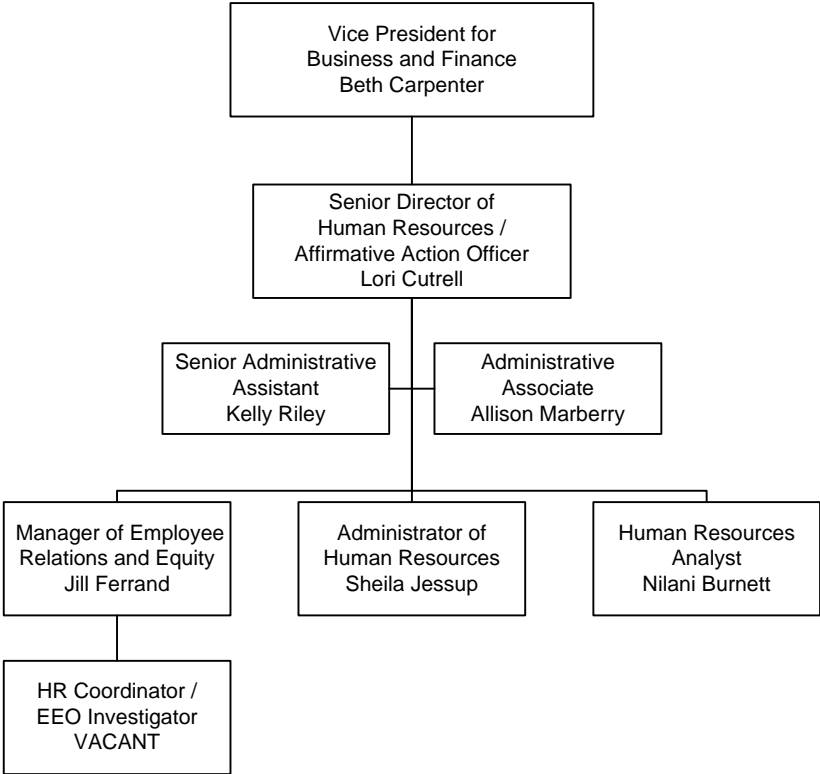 Vice President for
Business and Finance
Beth Carpenter
Senior Director of
Human Resources /
Affirmative Action Officer
Lori Cutrell
Senior Administrative
Assistant
Kelly Riley
Administrative
Associate
Allison Marberry
Manager of Employee
Relations and Equity
Jill Ferrand
Administrator of
Human Resources
Sheila Jessup
Human Resources
Analyst
Nilani Burnett
HR Coordinator /
EEO Investigator
VACANT